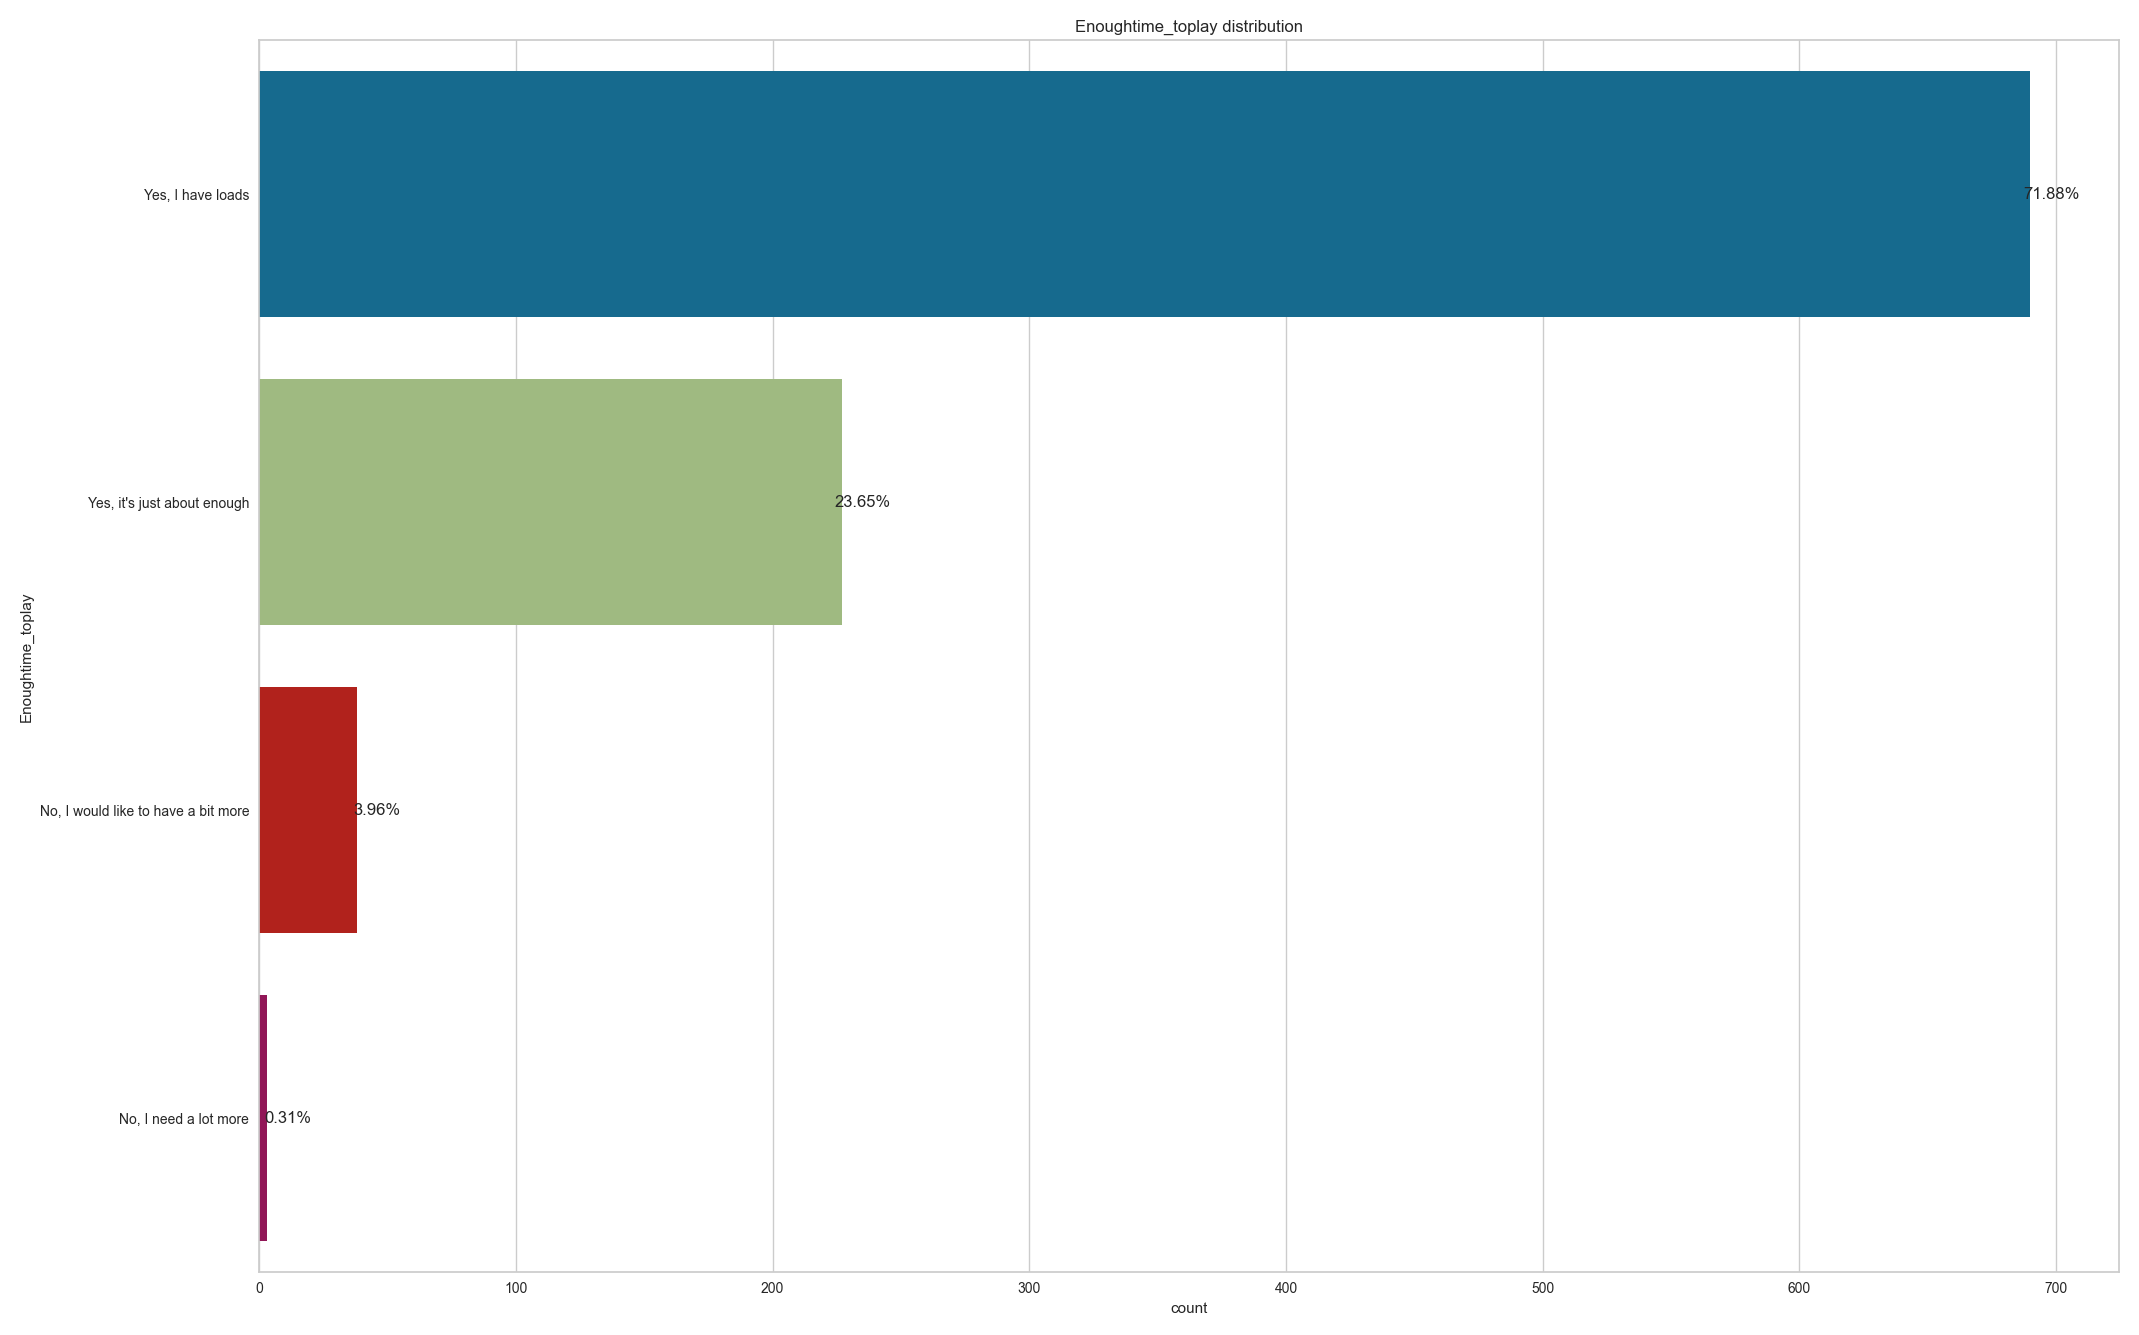 Enoughtime_toplay distribution
Yes, I have loads
71.88%
Yes, it's just about enough
23.65%
Enoughtime_toplay
No, I would like to have a bit more
3.96%
No, I need a lot more
0.31%
0 100 200 300 400 500 600 700
count